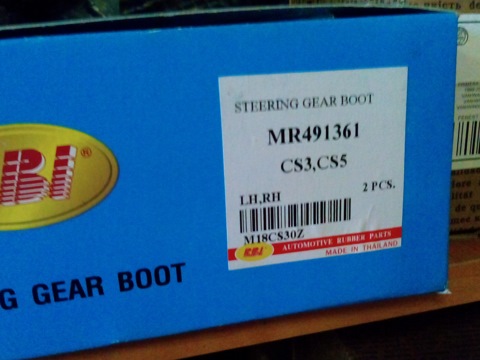 STEERING GEAR BOOT
MR491361
CS3,CS5
2 PCS.
LH,RH
M18CS30Z
RBI AUTOMOTIVE RUBBER PARTS
MADE IN THAILAND
RBI®
G GEAR BOOT